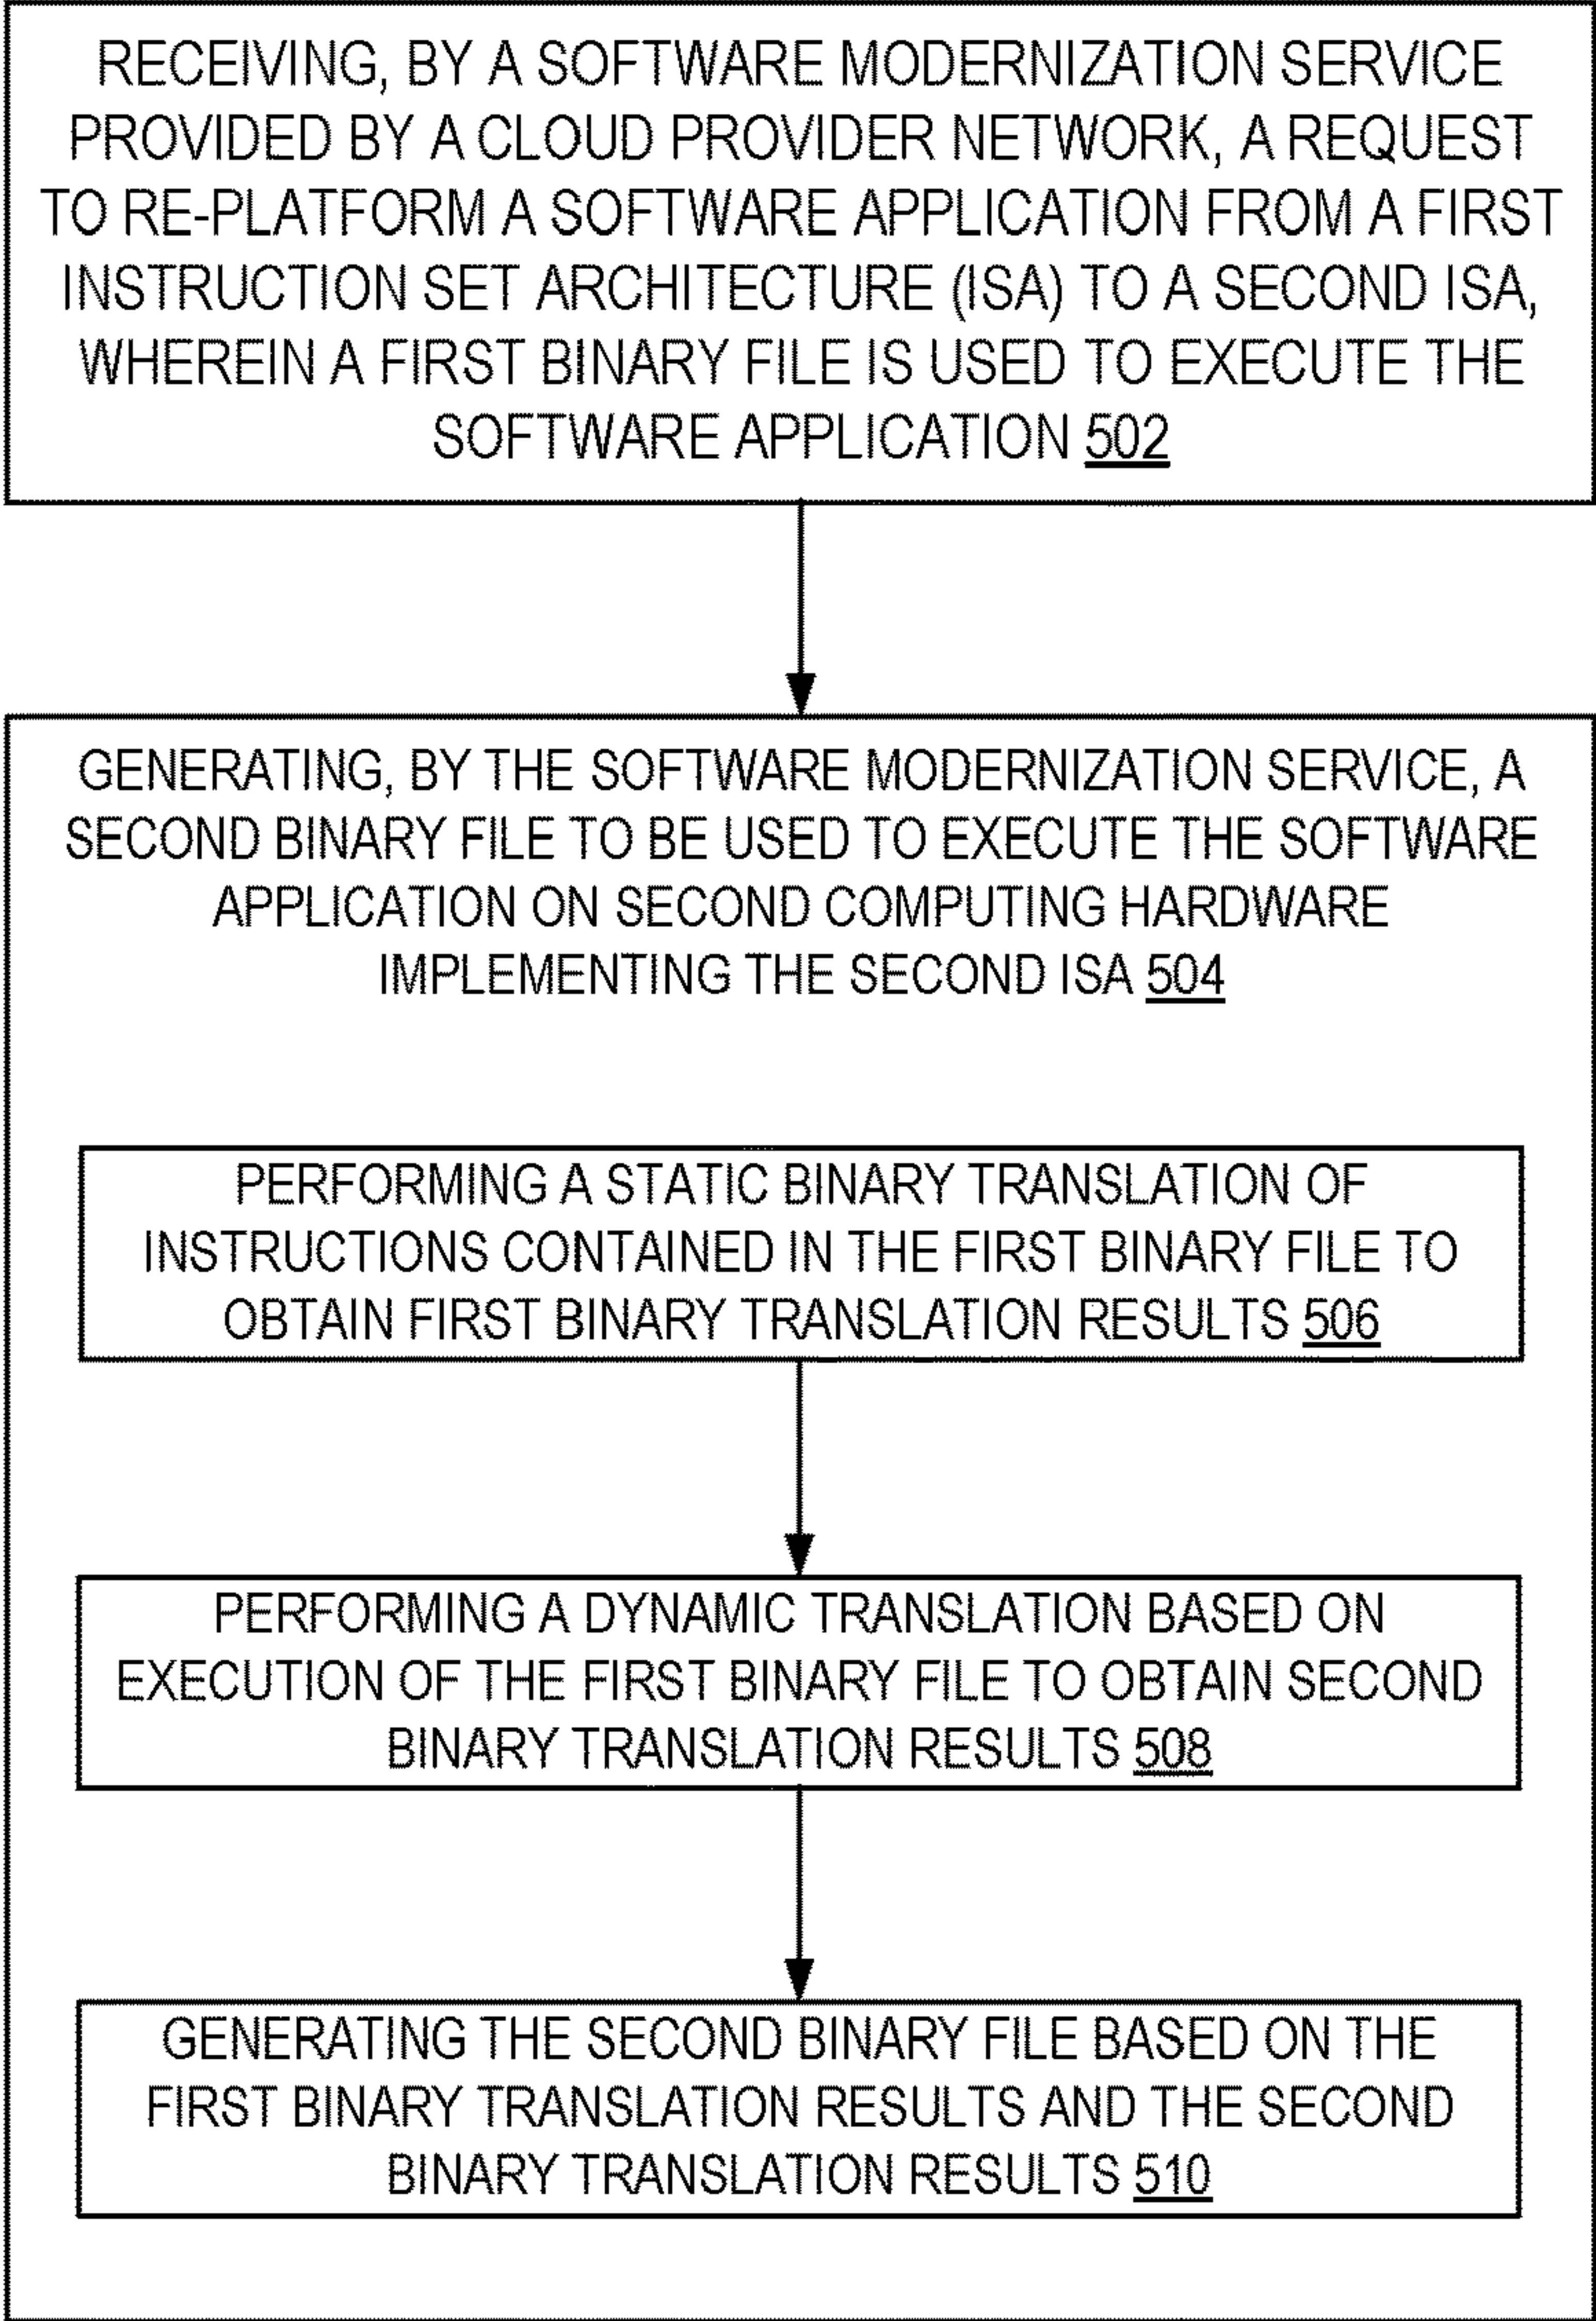 RECEIVING, BY A SOFTWARE MODERNIZATION SERVICE
PROVIDED BY A CLOUD PROVIDER NETWORK, A REQUEST
TO RE-PLATFORM A SOFTWARE APPLICATION FROM A FIRST
INSTRUCTION SET ARCHITECTURE (ISA) TO A SECOND ISA,
WHEREIN A FIRST BINARY FILE IS USED TO EXECUTE THE
SOFTWARE APPLICATION 502
GENERATING, BY THE SOFTWARE MODERNIZATION SERVICE, A
SECOND BINARY FILE TO BE USED TO EXECUTE THE SOFTWARE
APPLICATION ON SECOND COMPUTING HARDWARE
IMPLEMENTING THE SECOND ISA 504
PERFORMING A STATIC BINARY TRANSLATION OF
INSTRUCTIONS CONTAINED IN THE FIRST BINARY FILE TO
OBTAIN FIRST BINARY TRANSLATION RESULTS 506
PERFORMING A DYNAMIC TRANSLATION BASED ON
EXECUTION OF THE FIRST BINARY FILE TO OBTAIN SECOND
BINARY TRANSLATION RESULTS 508
GENERATING THE SECOND BINARY FILE BASED ON THE
FIRST BINARY TRANSLATION RESULTS AND THE SECOND
BINARY TRANSLATION RESULTS 510